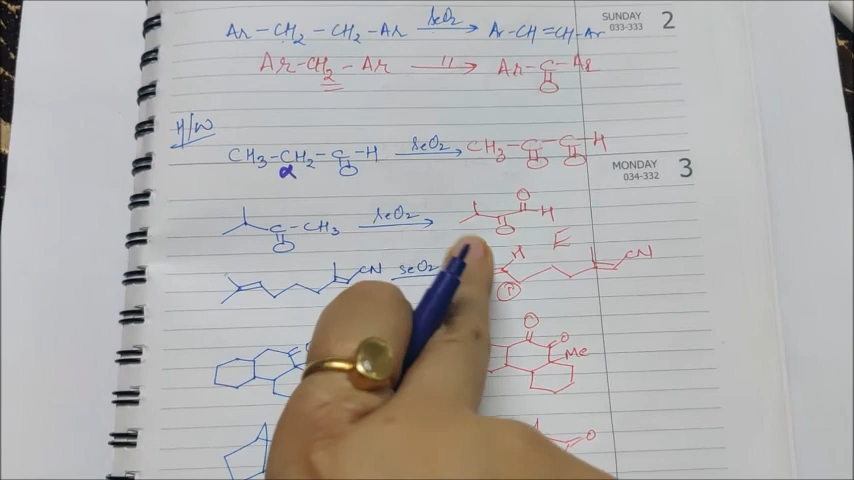 SUNDAY 2
033-333
Ar-CH2-CH2-Ar SeO2 Ar-CH=CH-Ar
Ar-CH2-Ar 11 Ar-C-Ar
O
H/W
CH3-CH2-C-H SeO2 CH3-C-C-H
α O O O
MONDAY 3
034-332
C-CH3 SeO2 O H
O O
E
CN SeO2 H CN
O
O Me
O